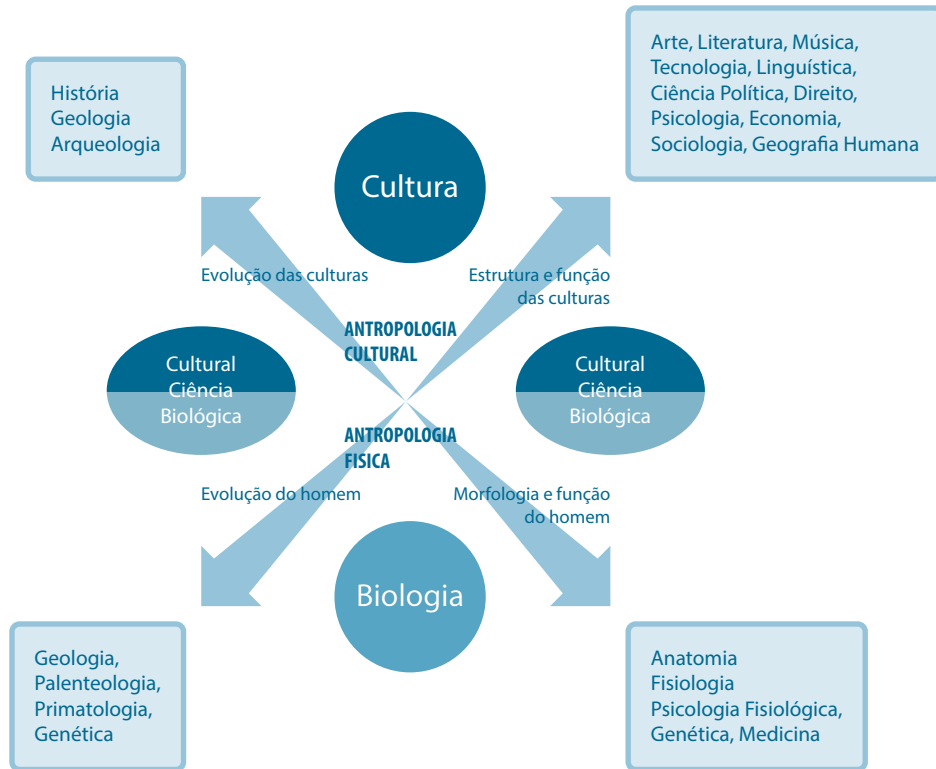 História
Geologia
Arqueologia
Arte, Literatura, Música,
Tecnologia, Linguística,
Ciência Política, Direito,
Psicologia, Economia,
Sociologia, Geografia Humana
Cultura
Evolução das culturas
Estrutura e função
das culturas
ANTROPOLOGIA
CULTURAL
Cultural
Ciência
Biológica
Cultural
Ciência
Biológica
ANTROPOLOGIA
FISICA
Evolução do homem
Morfologia e função
do homem
Biologia
Geologia,
Palenteologia,
Primatologia,
Genética
Anatomia
Fisiologia
Psicologia Fisiológica,
Genética, Medicina